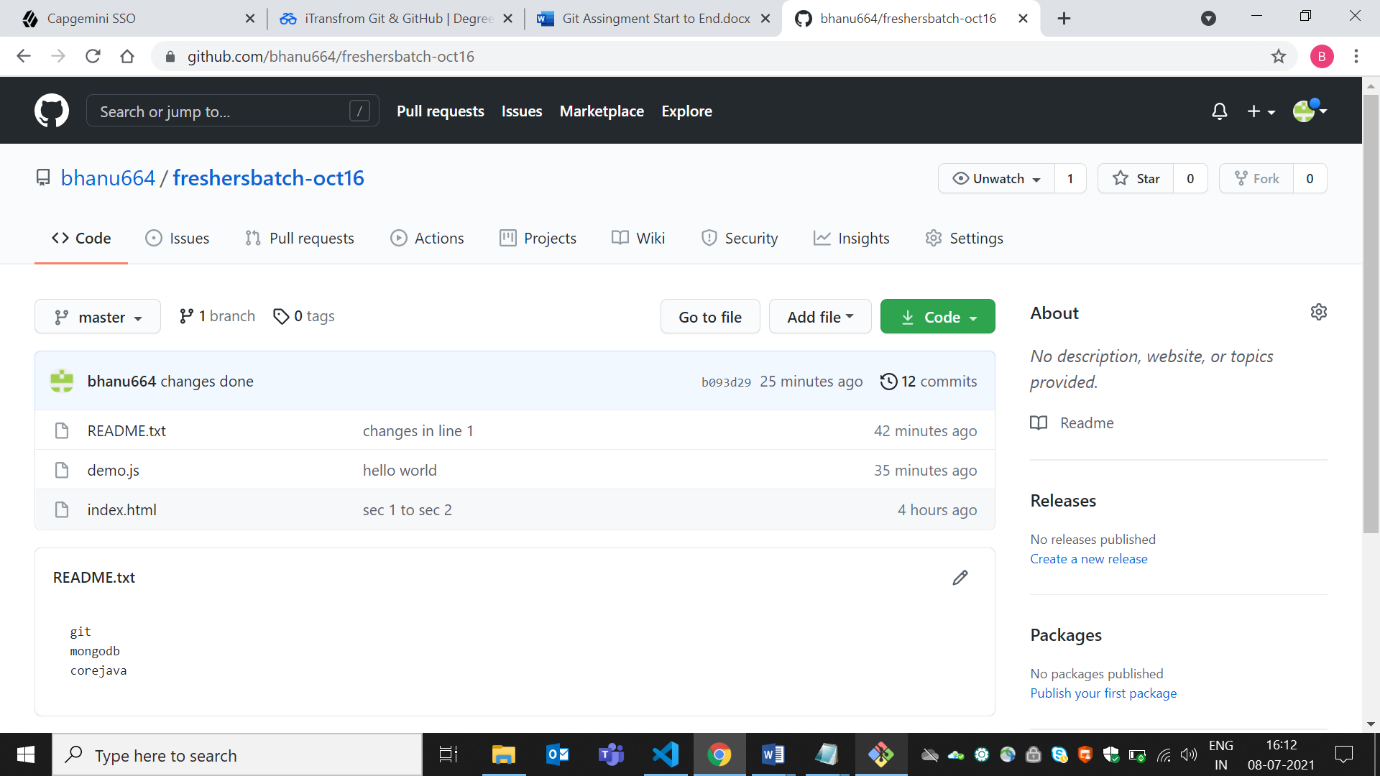 Capgemini SSO
iTransfrom Git & GitHub | Degree
Git Assingment Start to End.docx
bhanu664/freshersbatch-oct16
github.com/bhanu664/freshersbatch-oct16
B
Search or jump to...
/
Pull requests
Issues
Marketplace
Explore
bhanu664 / freshersbatch-oct16
Unwatch
1
Star
0
Fork
0
Code
Issues
Pull requests
Actions
Projects
Wiki
Security
Insights
Settings
master
1 branch
0 tags
Go to file
Add file
Code
bhanu664 changes done
b093d29 25 minutes ago
12 commits
README.txt
changes in line 1
42 minutes ago
demo.js
hello world
35 minutes ago
index.html
sec 1 to sec 2
4 hours ago
README.txt
git
mongodb
corejava
About
No description, website, or topics
provided.
Readme
Releases
No releases published
Create a new release
Packages
No packages published
Publish your first package
Type here to search
ENG
IN
16:12
08-07-2021